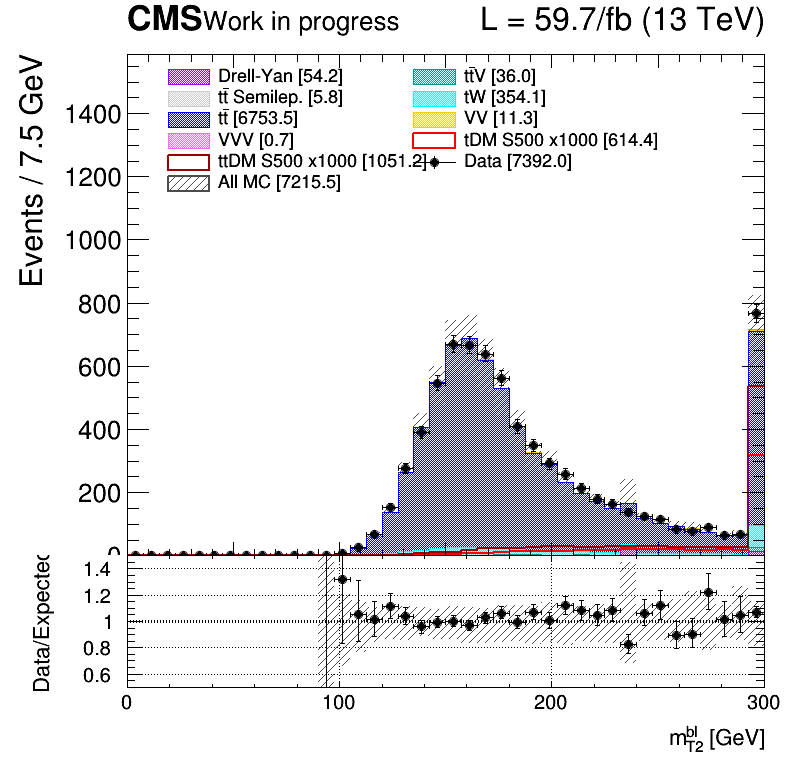 CMS Work in progress L = 59.7/fb (13 TeV)
Drell-Yan [54.2] tt̄V [36.0]
tt̄ Semilep. [5.8] tW [354.1]
tt̄ [6753.5] VV [11.3]
VVV [0.7] tDM S500 x1000 [614.4]
ttDM S500 x1000 [1051.2] Data [7392.0]
All MC [7215.5]
Events / 7.5 GeV
1400
1200
1000
800
600
400
200
0
Data/Expected
1.4
1.2
1
0.8
0.6
0 100 200 300
m_{T2}^{bl} [GeV]